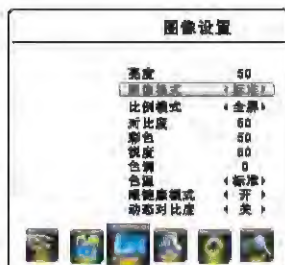 图像设置
亮度 50
图像模式 标准
比例模式 全屏
对比度 50
彩色 50
锐度 50
色调 0
色温 标准
眼健康模式 开
动态对比度 关